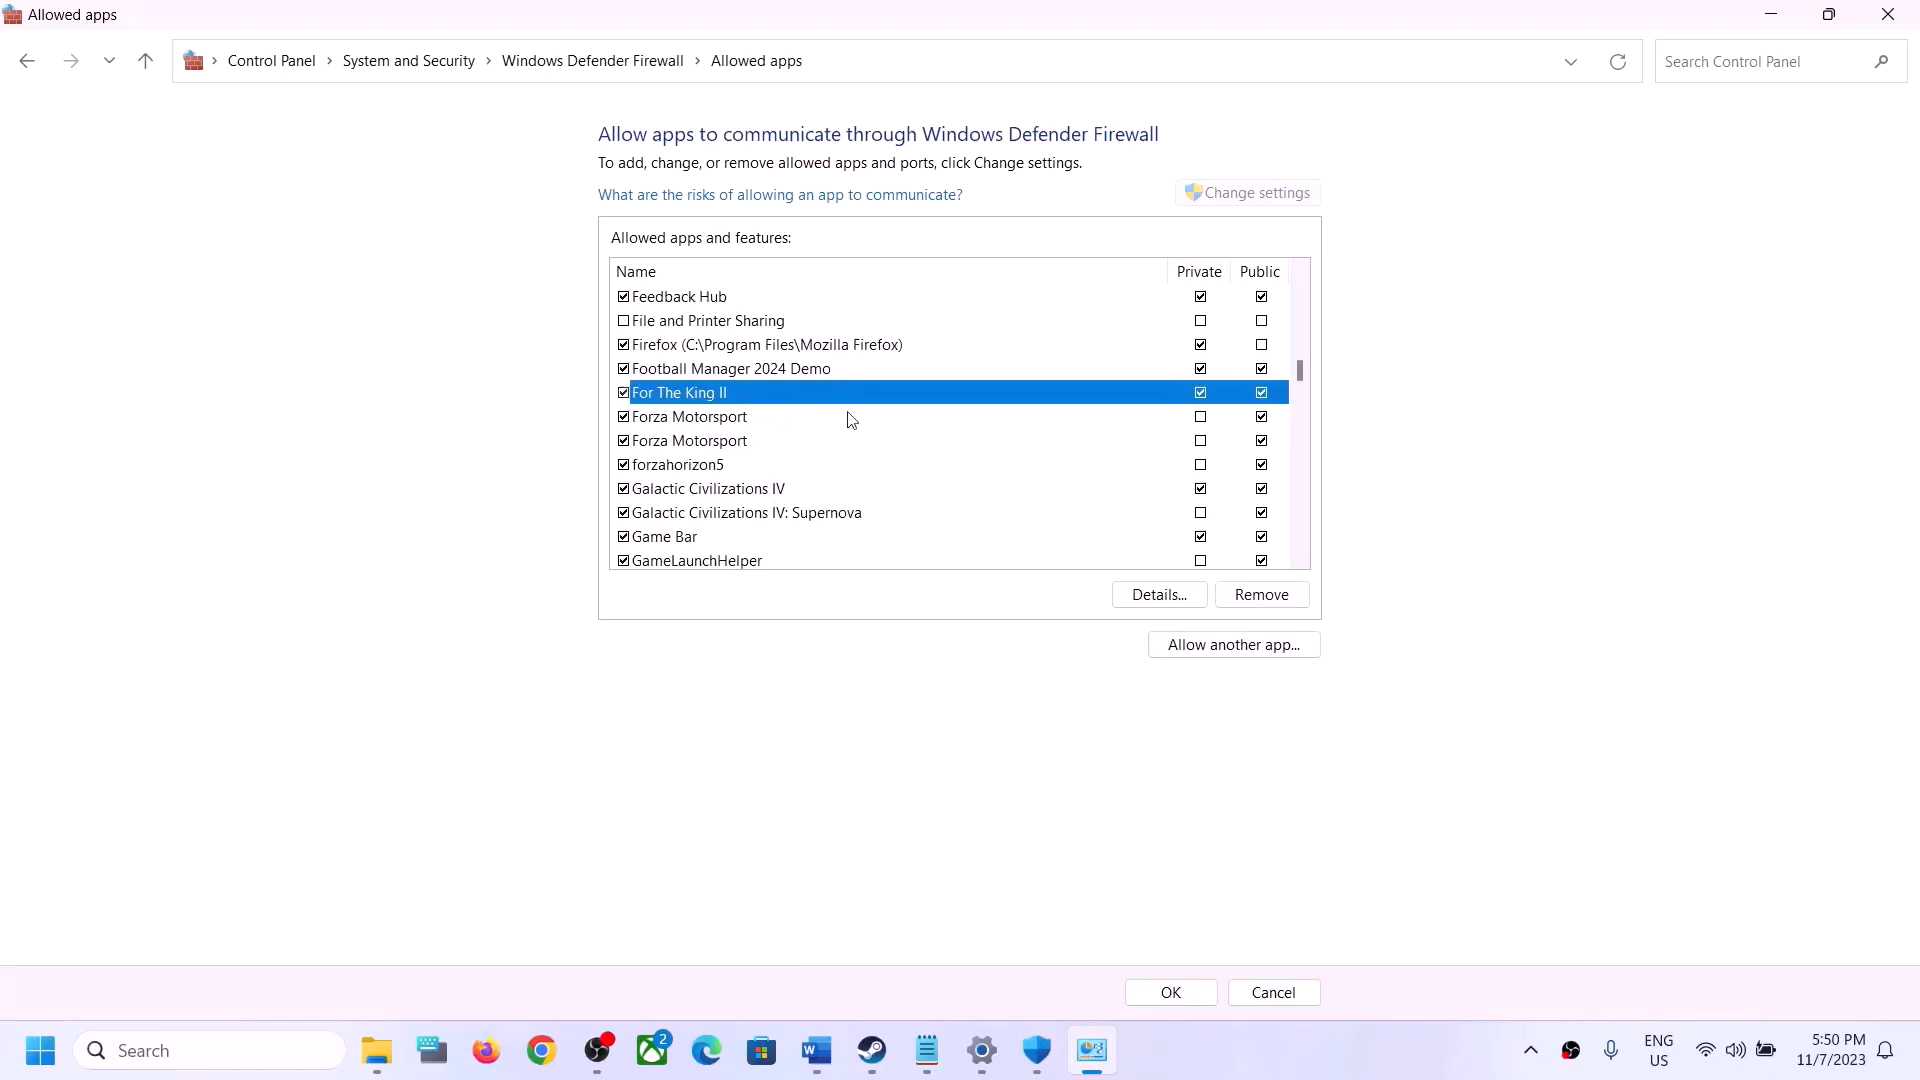 Allowed apps
Control Panel > System and Security > Windows Defender Firewall > Allowed apps
Search Control Panel
Allow apps to communicate through Windows Defender Firewall
To add, change, or remove allowed apps and ports, click Change settings.
What are the risks of allowing an app to communicate?
Change settings
Allowed apps and features:
Name Private Public
Feedback Hub
File and Printer Sharing
Firefox (C:\Program Files\Mozilla Firefox)
Football Manager 2024 Demo
For The King II
Forza Motorsport
Forza Motorsport
forzahorizon5
Galactic Civilizations IV
Galactic Civilizations IV: Supernova
Game Bar
GameLaunchHelper
Details... Remove
Allow another app...
OK Cancel
Search
2
W
ENG
US
5:50 PM
11/7/2023